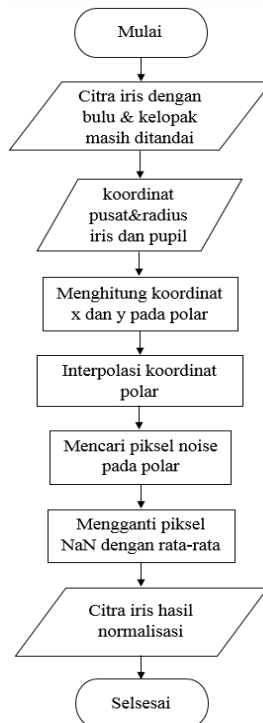 Mulai
Citra iris dengan
bulu & kelopak
masih ditandai
koordinat
pusat&radius
iris dan pupil
Menghitung koordinat
x dan y pada polar
Interpolasi koordinat
polar
Mencari piksel noise
pada polar
Mengganti piksel
NaN dengan rata-rata
Citra iris hasil
normalisasi
Selsesai